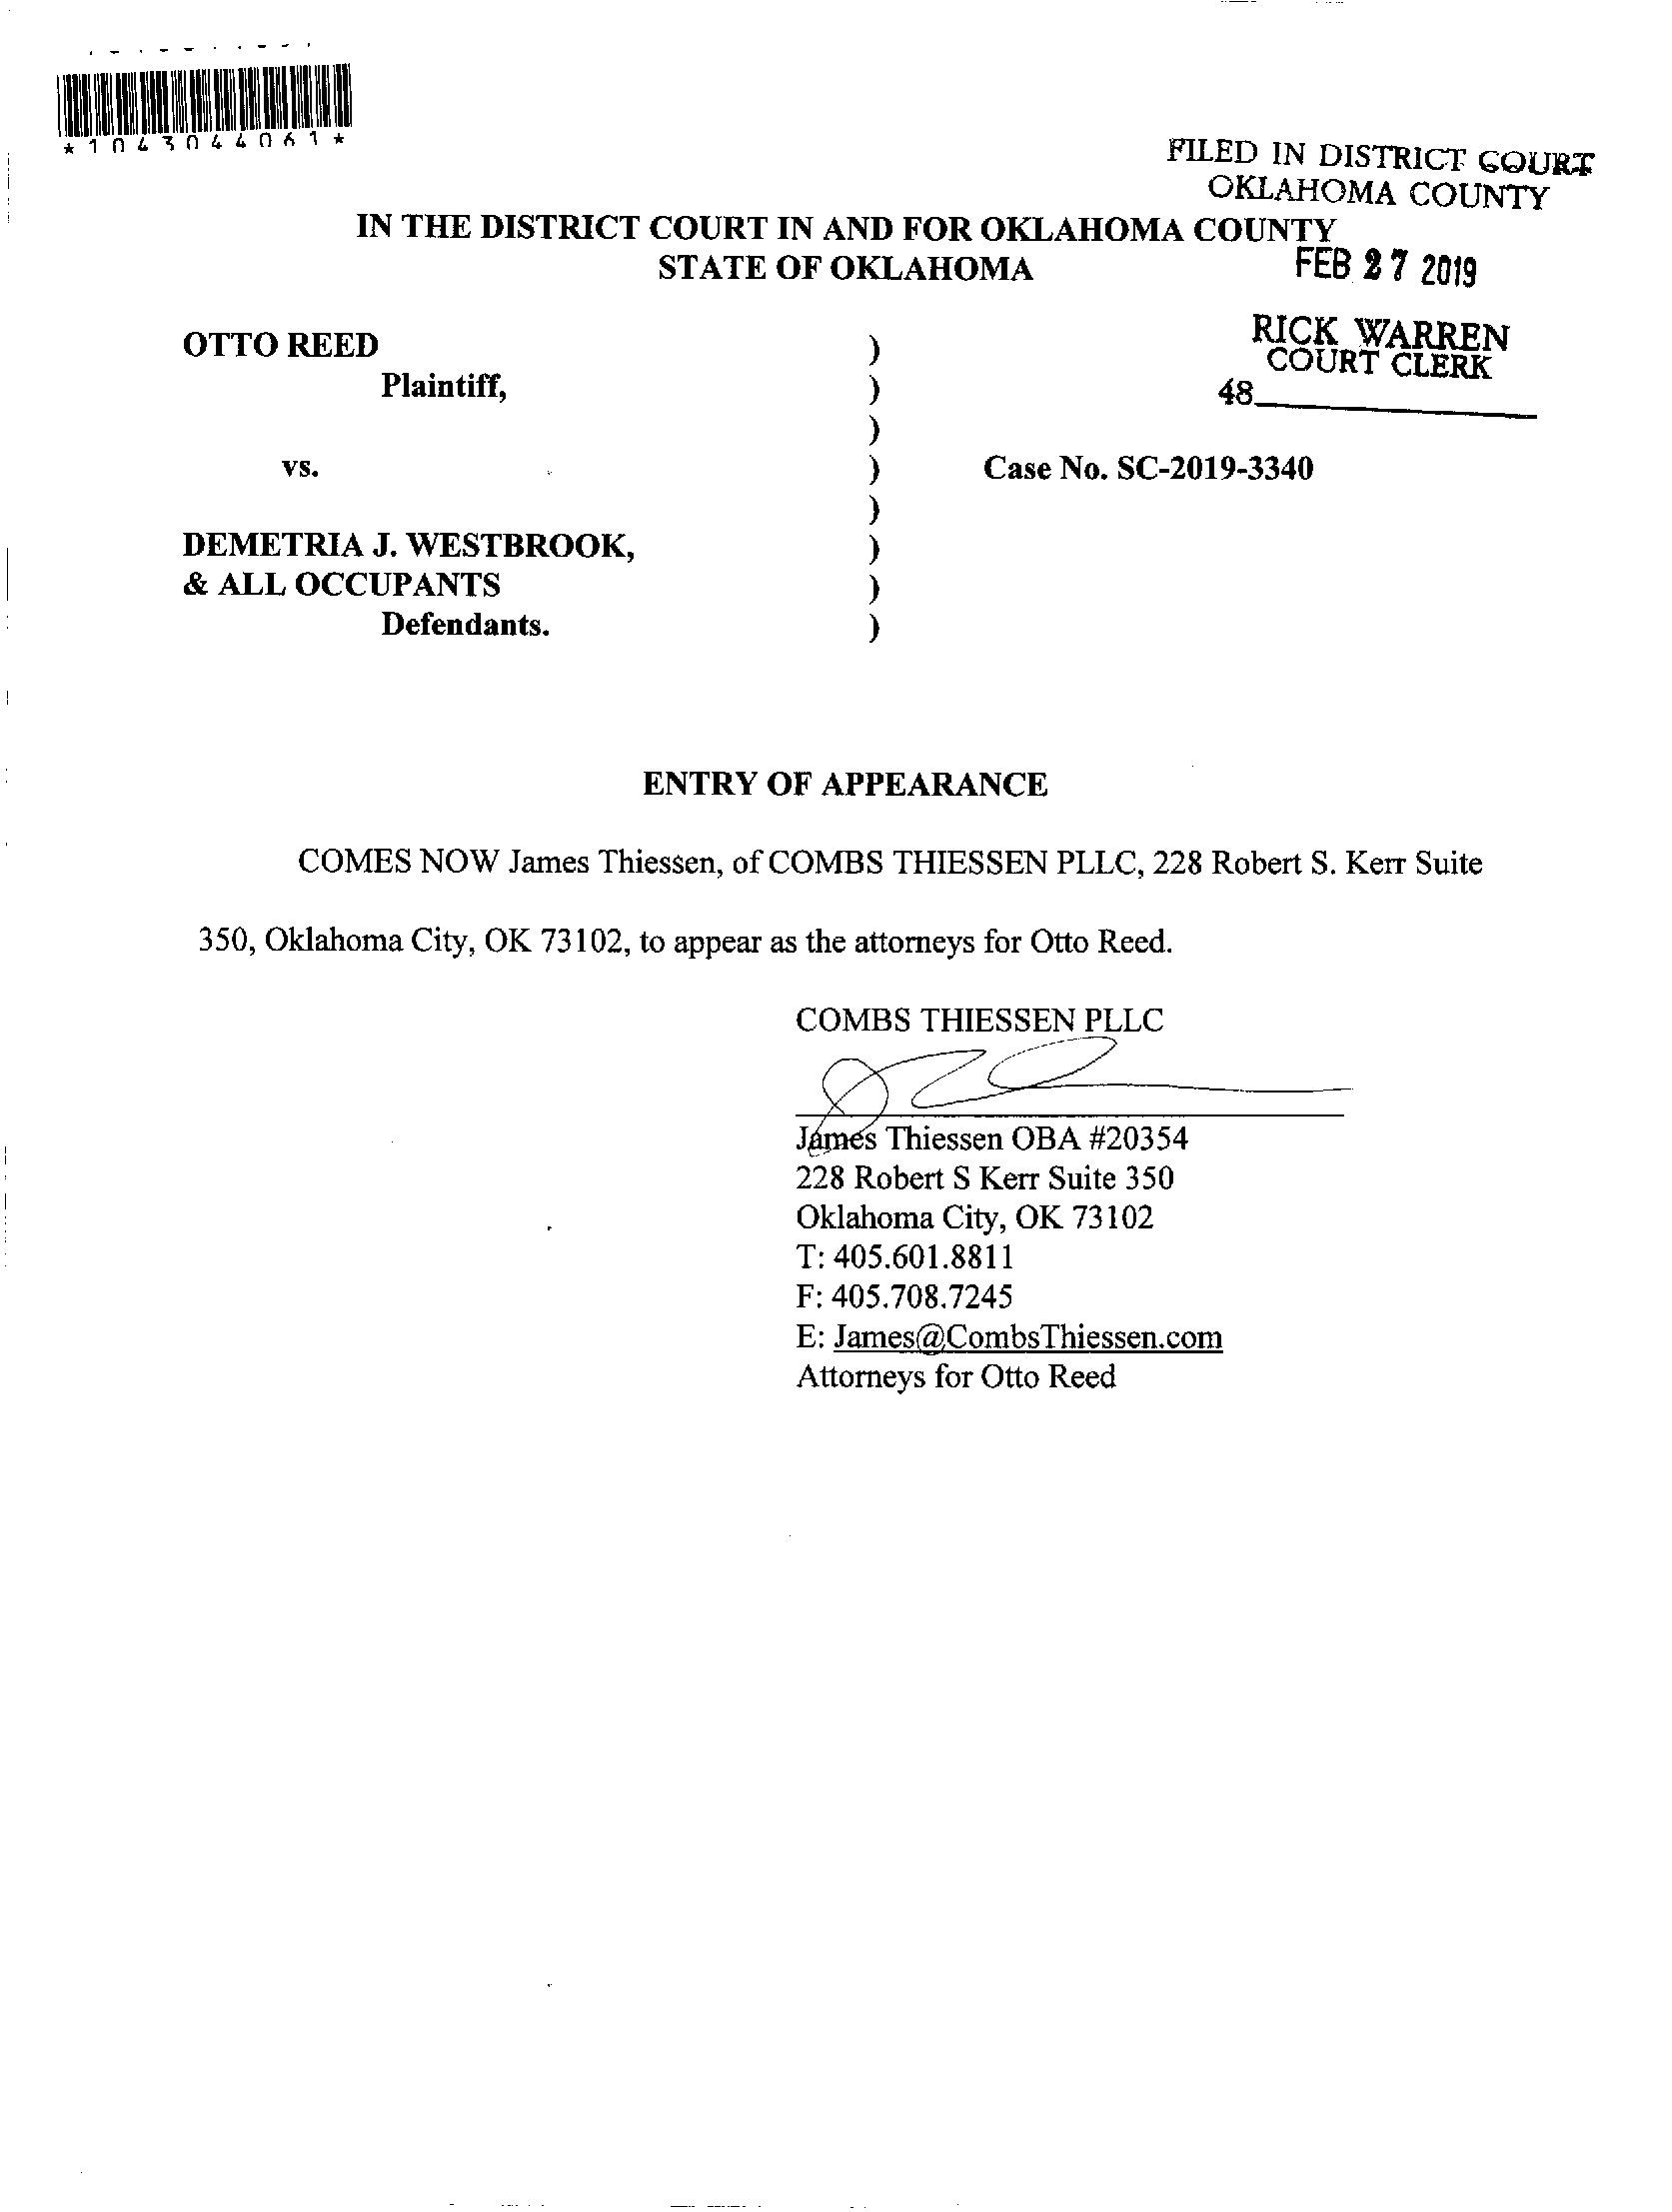 *1043044061*
FILED IN DISTRICT COURT
OKLAHOMA COUNTY
IN THE DISTRICT COURT IN AND FOR OKLAHOMA COUNTY
STATE OF OKLAHOMA
FEB 27 2019
RICK WARREN
COURT CLERK
48
OTTO REED )
Plaintiff, )
)
vs. ) Case No. SC-2019-3340
)
DEMETRIA J. WESTBROOK, )
& ALL OCCUPANTS )
Defendants. )
ENTRY OF APPEARANCE
COMES NOW James Thiessen, of COMBS THIESSEN PLLC, 228 Robert S. Kerr Suite
350, Oklahoma City, OK 73102, to appear as the attorneys for Otto Reed.
COMBS THIESSEN PLLC
James Thiessen OBA #20354
228 Robert S Kerr Suite 350
Oklahoma City, OK 73102
T: 405.601.8811
F: 405.708.7245
E: James@CombsThiessen.com
Attorneys for Otto Reed